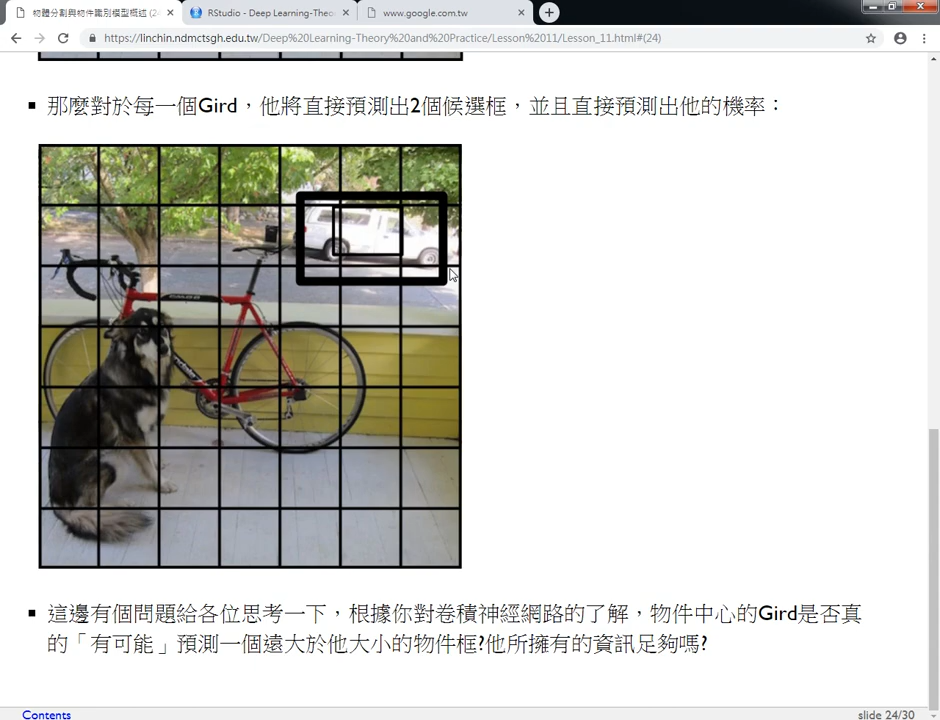 物體分割與物件識別模型概述 (24
RStudio - Deep Learning-Theo
www.google.com.tw
https://linchin.ndmctsgh.edu.tw/Deep%20Learning-Theory%20and%20Practice/Lesson%2011/Lesson_11.html#(24)
那麼對於每一個Gird，他將直接預測出2個候選框，並且直接預測出他的機率：
這邊有個問題給各位思考一下，根據你對卷積神經網路的了解，物件中心的Gird是否真
的「有可能」預測一個遠大於他大小的物件框?他所擁有的資訊足夠嗎?
Contents
slide 24/30